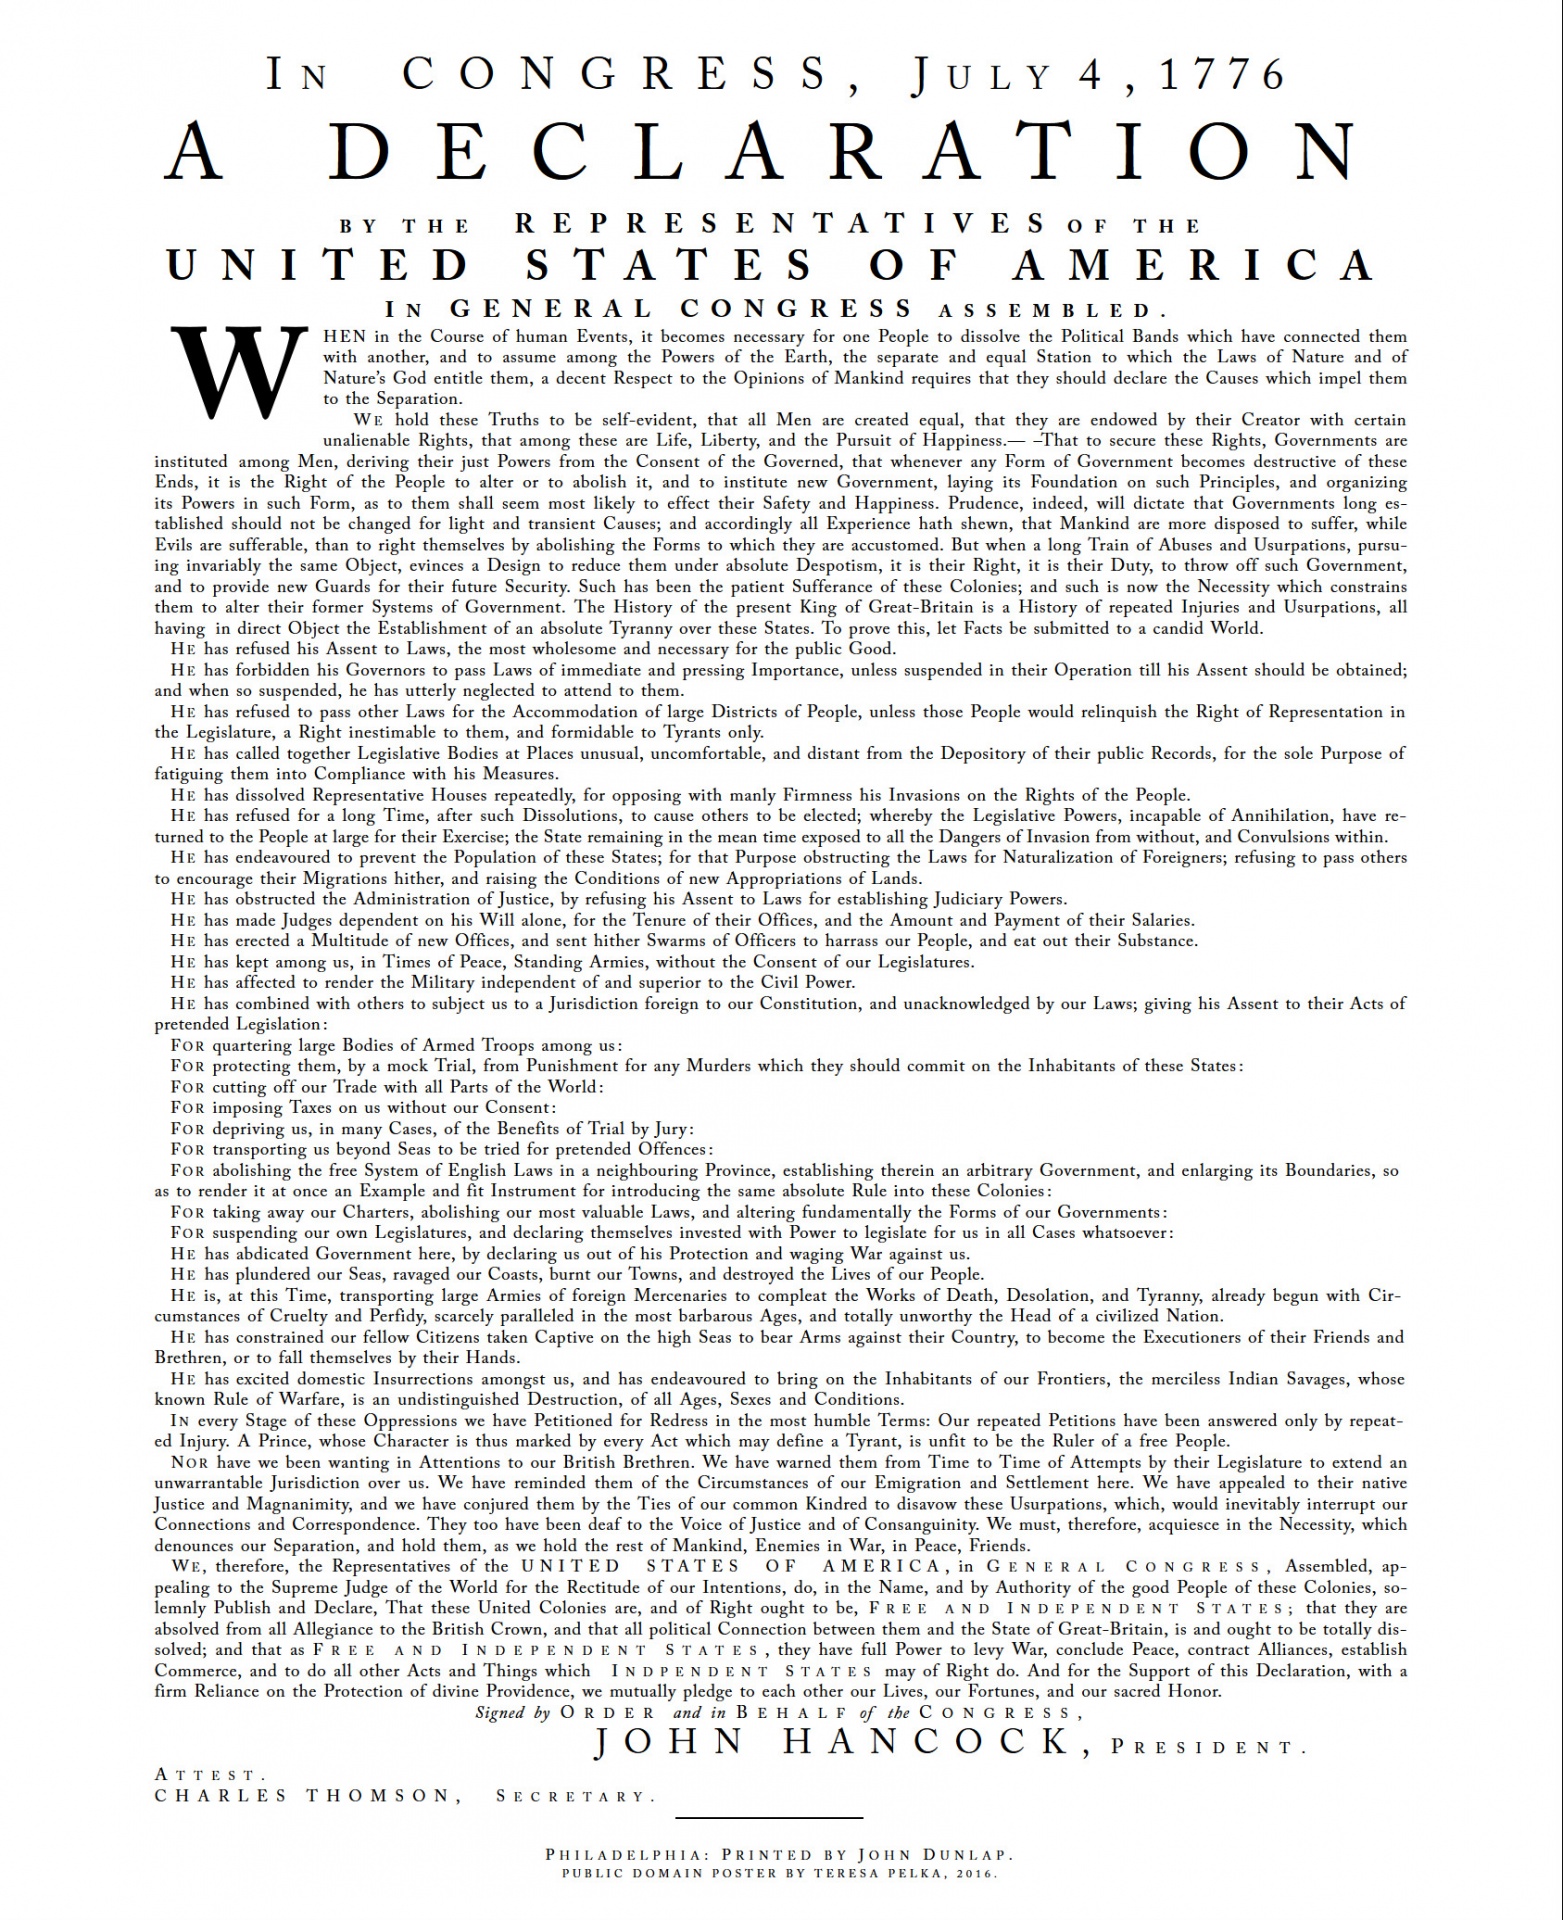 In CONGRESS, July 4, 1776
A DECLARATION
BY THE REPRESENTATIVES OF THE
UNITED STATES OF AMERICA
IN GENERAL CONGRESS ASSEMBLED.
WHEN in the Course of human Events, it becomes necessary for one People to dissolve the Political Bands which have connected them
with another, and to assume among the Powers of the Earth, the separate and equal Station to which the Laws of Nature and of
Nature's God entitle them, a decent Respect to the Opinions of Mankind requires that they should declare the Causes which impel them
to the Separation.
WE hold these Truths to be self-evident, that all Men are created equal, that they are endowed by their Creator with certain
unalienable Rights, that among these are Life, Liberty, and the Pursuit of Happiness.— –That to secure these Rights, Governments are
instituted among Men, deriving their just Powers from the Consent of the Governed, that whenever any Form of Government becomes destructive of these
Ends, it is the Right of the People to alter or to abolish it, and to institute new Government, laying its Foundation on such Principles, and organizing
its Powers in such Form, as to them shall seem most likely to effect their Safety and Happiness. Prudence, indeed, will dictate that Governments long es-
tablished should not be changed for light and transient Causes; and accordingly all Experience hath shewn, that Mankind are more disposed to suffer, while
Evils are sufferable, than to right themselves by abolishing the Forms to which they are accustomed. But when a long Train of Abuses and Usurpations, pursu-
ing invariably the same Object, evinces a Design to reduce them under absolute Despotism, it is their Right, it is their Duty, to throw off such Government,
and to provide new Guards for their future Security. Such has been the patient Sufferance of these Colonies; and such is now the Necessity which constrains
them to alter their former Systems of Government. The History of the present King of Great-Britain is a History of repeated Injuries and Usurpations, all
having in direct Object the Establishment of an absolute Tyranny over these States. To prove this, let Facts be submitted to a candid World.
HE has refused his Assent to Laws, the most wholesome and necessary for the public Good.
HE has forbidden his Governors to pass Laws of immediate and pressing Importance, unless suspended in their Operation till his Assent should be obtained;
and when so suspended, he has utterly neglected to attend to them.
HE has refused to pass other Laws for the Accommodation of large Districts of People, unless those People would relinquish the Right of Representation in
the Legislature, a Right inestimable to them, and formidable to Tyrants only.
HE has called together Legislative Bodies at Places unusual, uncomfortable, and distant from the Depository of their public Records, for the sole Purpose of
fatiguing them into Compliance with his Measures.
HE has dissolved Representative Houses repeatedly, for opposing with manly Firmness his Invasions on the Rights of the People.
HE has refused for a long Time, after such Dissolutions, to cause others to be elected; whereby the Legislative Powers, incapable of Annihilation, have re-
turned to the People at large for their Exercise; the State remaining in the mean time exposed to all the Dangers of Invasion from without, and Convulsions within.
HE has endeavoured to prevent the Population of these States; for that Purpose obstructing the Laws for Naturalization of Foreigners; refusing to pass others
to encourage their Migrations hither, and raising the Conditions of new Appropriations of Lands.
HE has obstructed the Administration of Justice, by refusing his Assent to Laws for establishing Judiciary Powers.
HE has made Judges dependent on his Will alone, for the Tenure of their Offices, and the Amount and Payment of their Salaries.
HE has erected a Multitude of new Offices, and sent hither Swarms of Officers to harrass our People, and eat out their Substance.
HE has kept among us, in Times of Peace, Standing Armies, without the Consent of our Legislatures.
HE has affected to render the Military independent of and superior to the Civil Power.
HE has combined with others to subject us to a Jurisdiction foreign to our Constitution, and unacknowledged by our Laws; giving his Assent to their Acts of
pretended Legislation:
FOR quartering large Bodies of Armed Troops among us:
FOR protecting them, by a mock Trial, from Punishment for any Murders which they should commit on the Inhabitants of these States:
FOR cutting off our Trade with all Parts of the World:
FOR imposing Taxes on us without our Consent:
FOR depriving us, in many Cases, of the Benefits of Trial by Jury:
FOR transporting us beyond Seas to be tried for pretended Offences:
FOR abolishing the free System of English Laws in a neighbouring Province, establishing therein an arbitrary Government, and enlarging its Boundaries, so
as to render it at once an Example and fit Instrument for introducing the same absolute Rule into these Colonies:
FOR taking away our Charters, abolishing our most valuable Laws, and altering fundamentally the Forms of our Governments:
FOR suspending our own Legislatures, and declaring themselves invested with Power to legislate for us in all Cases whatsoever:
HE has abdicated Government here, by declaring us out of his Protection and waging War against us.
HE has plundered our Seas, ravaged our Coasts, burnt our Towns, and destroyed the Lives of our People.
HE is, at this Time, transporting large Armies of foreign Mercenaries to compleat the Works of Death, Desolation, and Tyranny, already begun with Cir-
cumstances of Cruelty and Perfidy, scarcely paralleled in the most barbarous Ages, and totally unworthy the Head of a civilized Nation.
HE has constrained our fellow Citizens taken Captive on the high Seas to bear Arms against their Country, to become the Executioners of their Friends and
Brethren, or to fall themselves by their Hands.
HE has excited domestic Insurrections amongst us, and has endeavoured to bring on the Inhabitants of our Frontiers, the merciless Indian Savages, whose
known Rule of Warfare, is an undistinguished Destruction, of all Ages, Sexes and Conditions.
IN every Stage of these Oppressions we have Petitioned for Redress in the most humble Terms: Our repeated Petitions have been answered only by repeat-
ed Injury. A Prince, whose Character is thus marked by every Act which may define a Tyrant, is unfit to be the Ruler of a free People.
NOR have we been wanting in Attentions to our British Brethren. We have warned them from Time to Time of Attempts by their Legislature to extend an
unwarrantable Jurisdiction over us. We have reminded them of the Circumstances of our Emigration and Settlement here. We have appealed to their native
Justice and Magnanimity, and we have conjured them by the Ties of our common Kindred to disavow these Usurpations, which, would inevitably interrupt our
Connections and Correspondence. They too have been deaf to the Voice of Justice and of Consanguinity. We must, therefore, acquiesce in the Necessity, which
denounces our Separation, and hold them, as we hold the rest of Mankind, Enemies in War, in Peace, Friends.
WE, therefore, the Representatives of the UNITED STATES OF AMERICA, in GENERAL CONGRESS, Assembled, ap-
pealing to the Supreme Judge of the World for the Rectitude of our Intentions, do, in the Name, and by Authority of the good People of these Colonies, so-
lemnly Publish and Declare, That these United Colonies are, and of Right ought to be, FREE AND INDEPENDENT STATES; that they are
absolved from all Allegiance to the British Crown, and that all political Connection between them and the State of Great-Britain, is and ought to be totally dis-
solved; and that as FREE AND INDEPENDENT STATES, they have full Power to levy War, conclude Peace, contract Alliances, establish
Commerce, and to do all other Acts and Things which INDPENDENT STATES may of Right do. And for the Support of this Declaration, with a
firm Reliance on the Protection of divine Providence, we mutually pledge to each other our Lives, our Fortunes, and our sacred Honor.
Signed by ORDER and in BEHALF of the CONGRESS,
JOHN HANCOCK, PRESIDENT.
ATTEST.
CHARLES THOMSON, SECRETARY.
PHILADELPHIA: PRINTED BY JOHN DUNLAP.
PUBLIC DOMAIN POSTER BY TERESA PELKA, 2016.